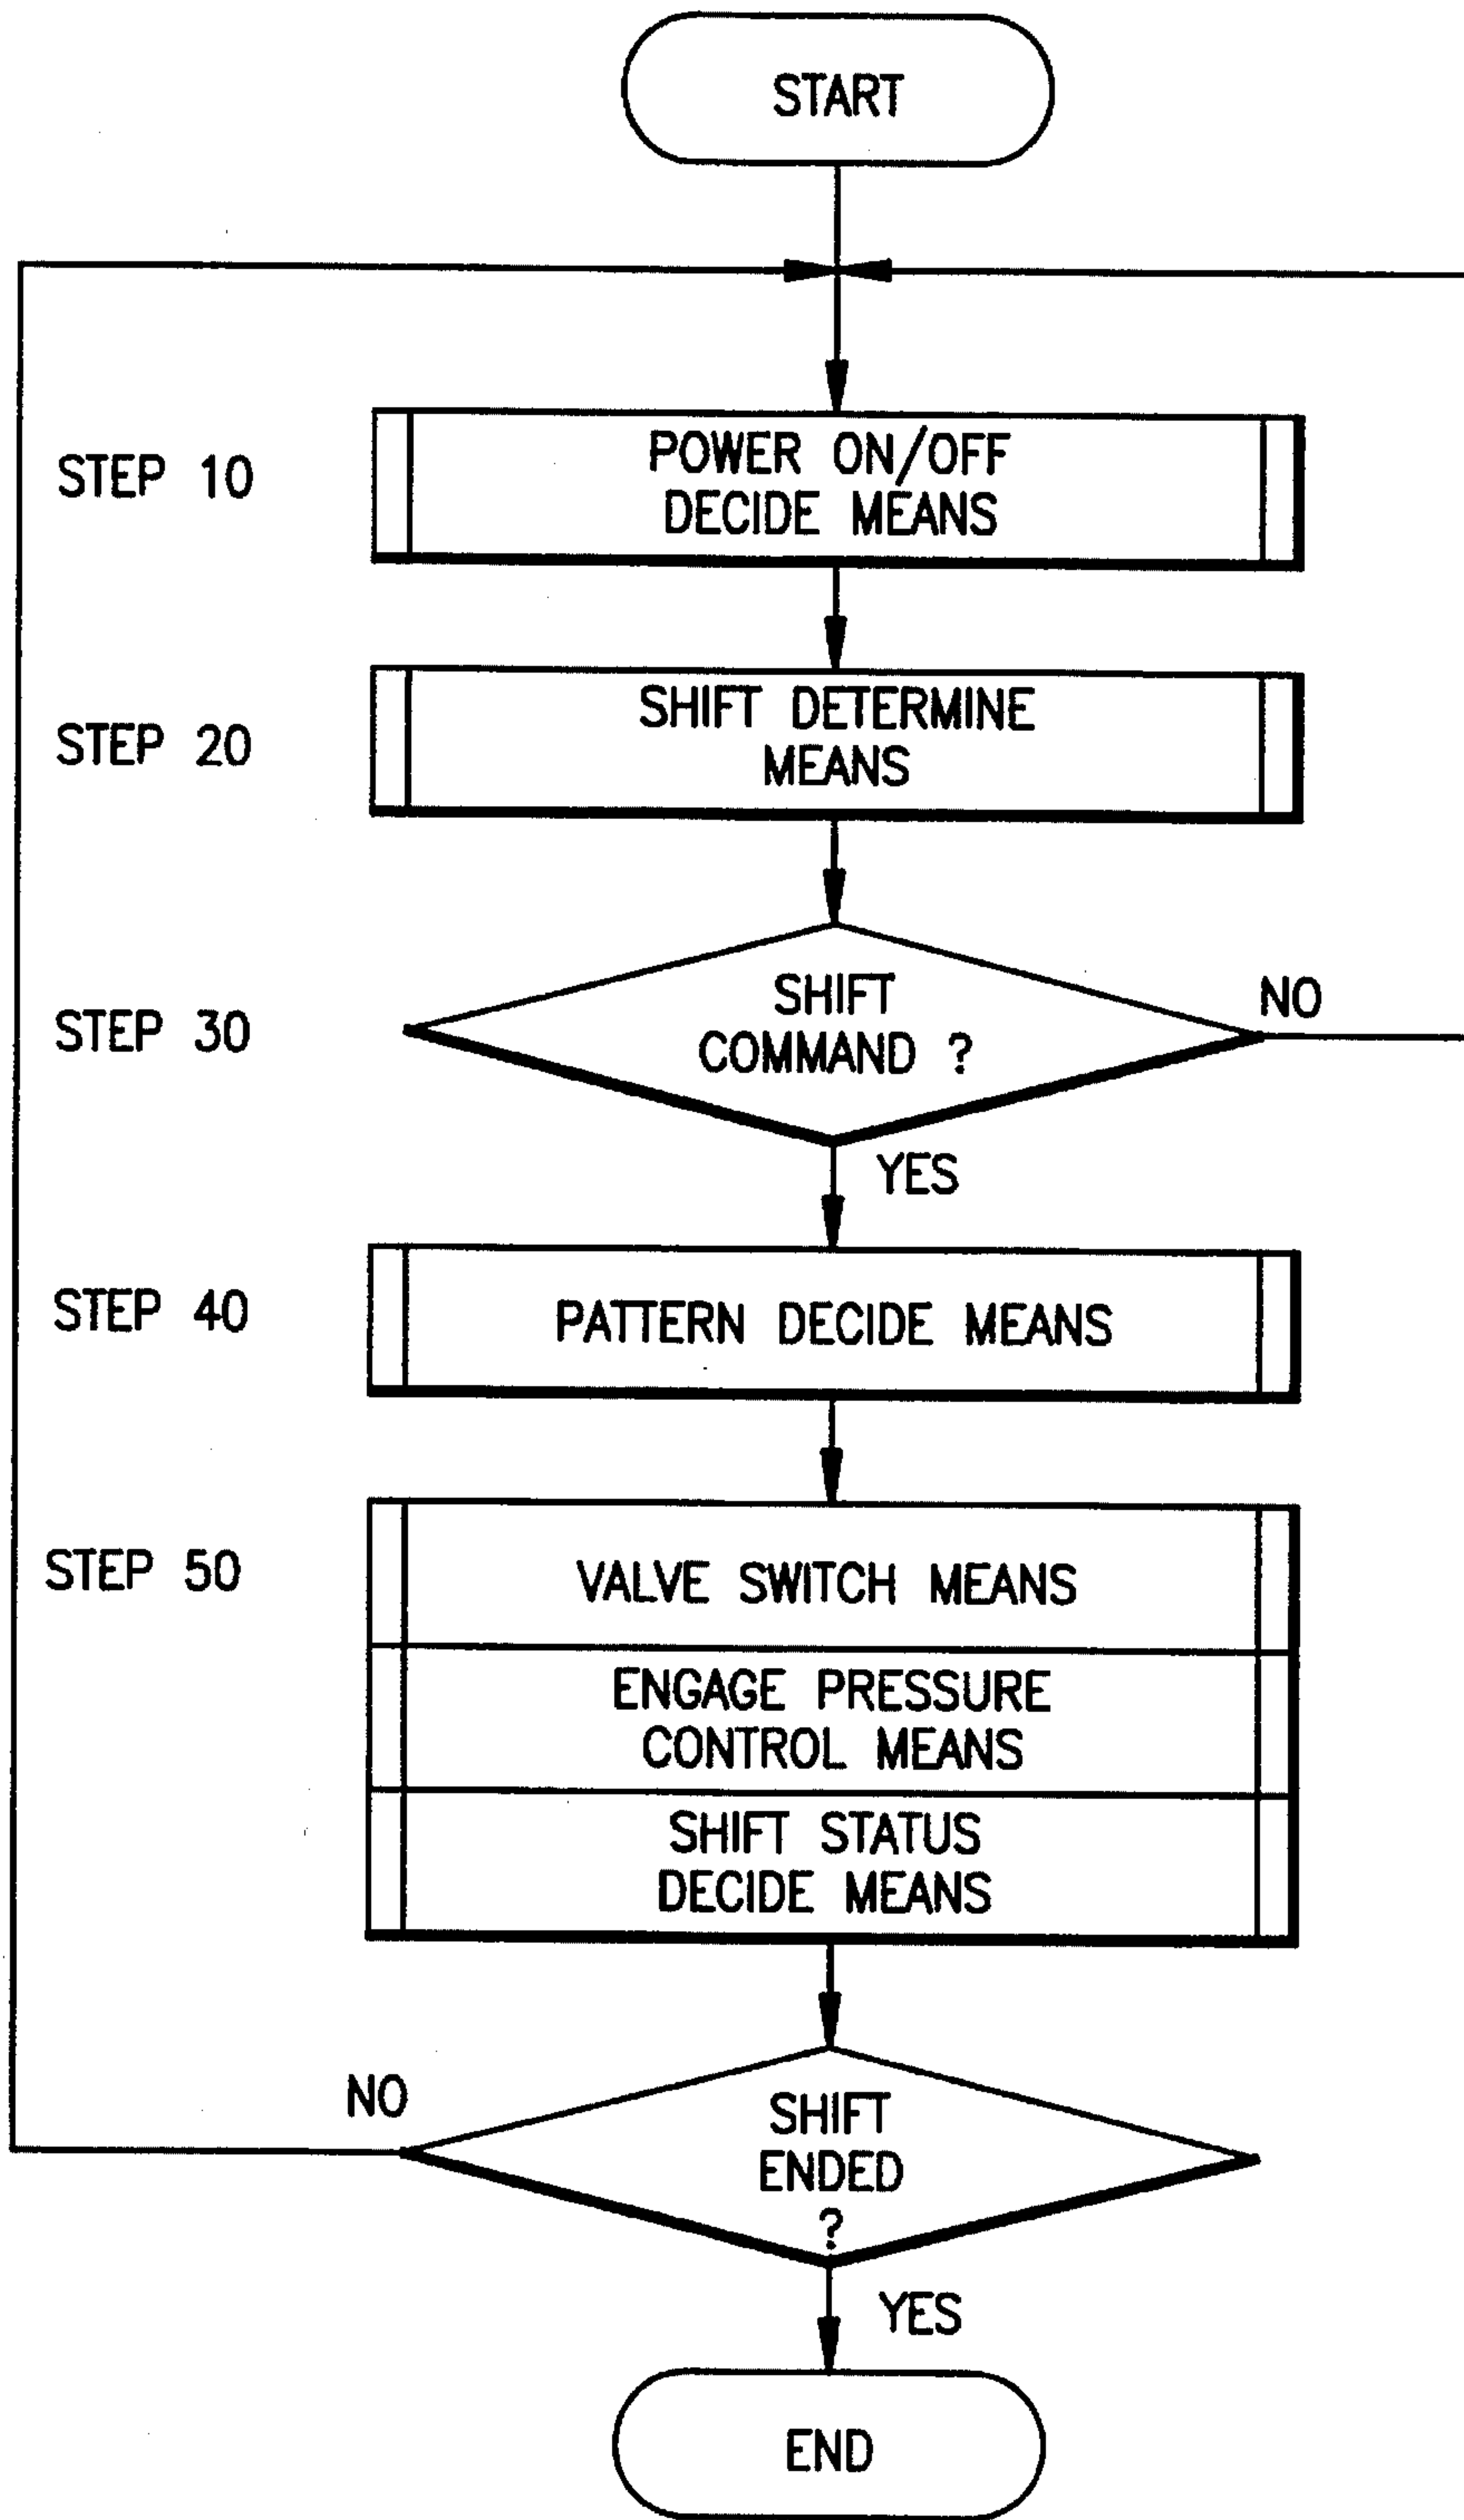 START
STEP 10
POWER ON/OFF
DECIDE MEANS
STEP 20
SHIFT DETERMINE
MEANS
STEP 30
SHIFT
COMMAND ?
NO
YES
STEP 40
PATTERN DECIDE MEANS
STEP 50
VALVE SWITCH MEANS
ENGAGE PRESSURE
CONTROL MEANS
SHIFT STATUS
DECIDE MEANS
NO
SHIFT
ENDED
?
YES
END